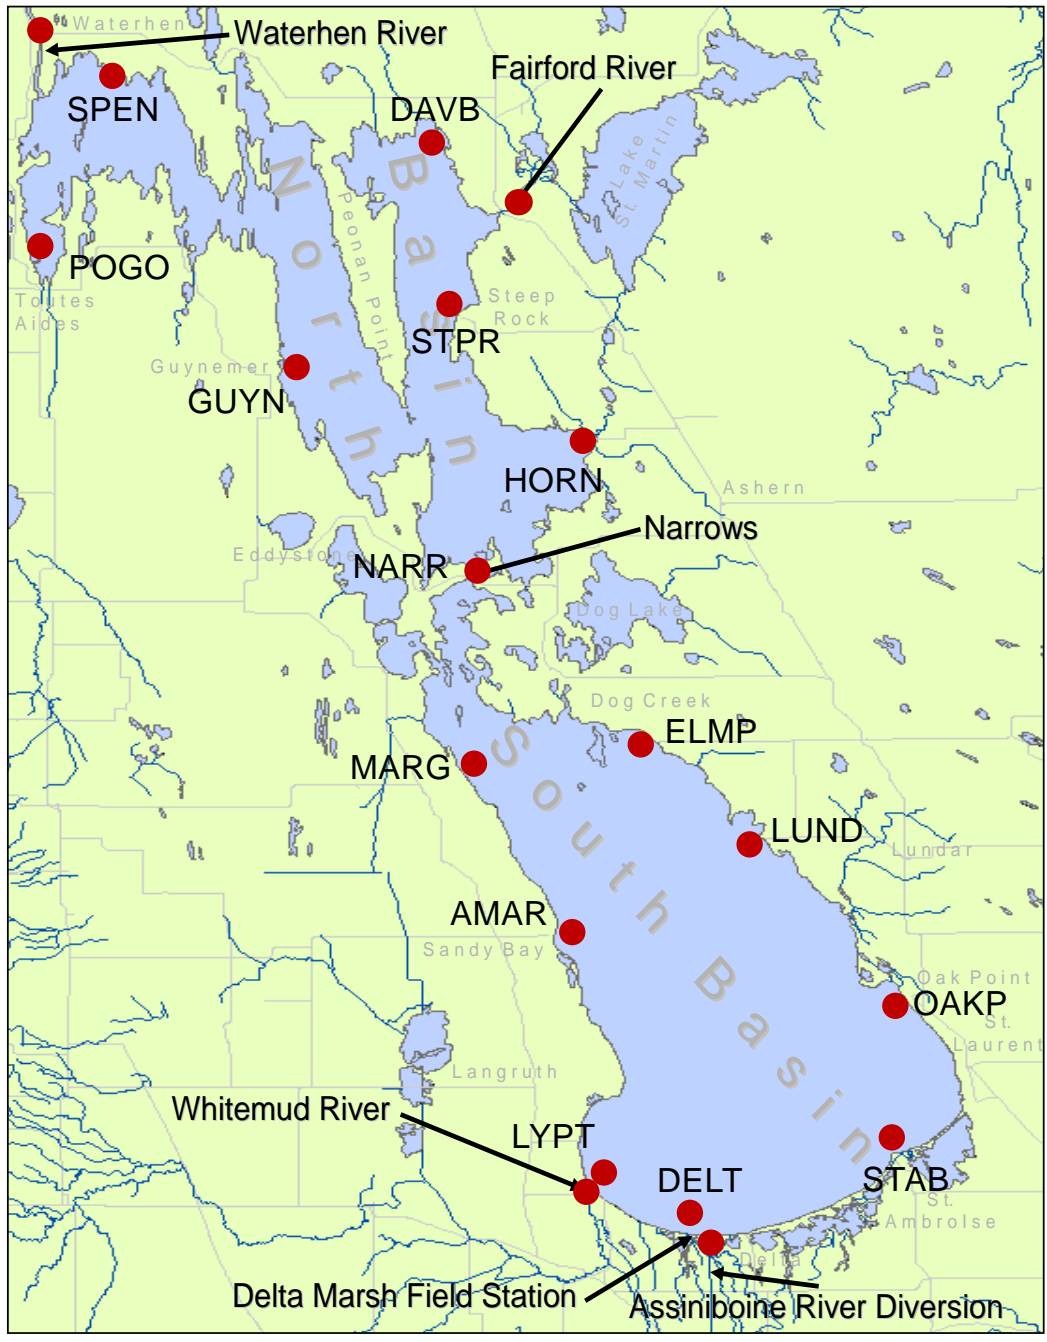 Waterhen
Waterhen River
Fairford River
SPEN
DAVB
Lake
St. Martin
North
Basin
Peonan Point
POGO
Toutes
Aides
Steep
Rock
STPR
Guynemer
GUYN
HORN
Ashern
Narrows
Eddystone
NARR
Dog Lake
Dog Creek
ELMP
South Basin
MARG
LUND
Lundar
AMAR
Sandy Bay
Oak Point
OAKP
St.
Laurent
Langruth
Whitemud River
LYPT
DELT
STAB
St.
Ambrolse
Delta
Delta Marsh Field Station
Assiniboine River Diversion